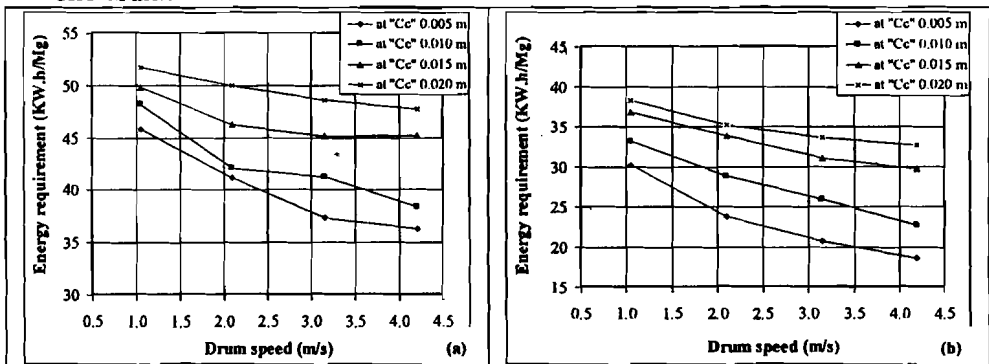 at "Cc" 0.005 m
at "Cc" 0.010 m
at "Cc" 0.015 m
at "Cc" 0.020 m
Energy requirement (KW.h/Mg)
55
50
45
40
35
30
0.5 1.0 1.5 2.0 2.5 3.0 3.5 4.0 4.5
Drum speed (m/s) (a)
at "Cc" 0.005 m
at "Cc" 0.010 m
at "Cc" 0.015 m
at "Cc" 0.020 m
Energy requirement (KW.h/Mg)
45
40
35
30
25
20
15
0.5 1.0 1.5 2.0 2.5 3.0 3.5 4.0 4.5
Drum speed (m/s) (b)